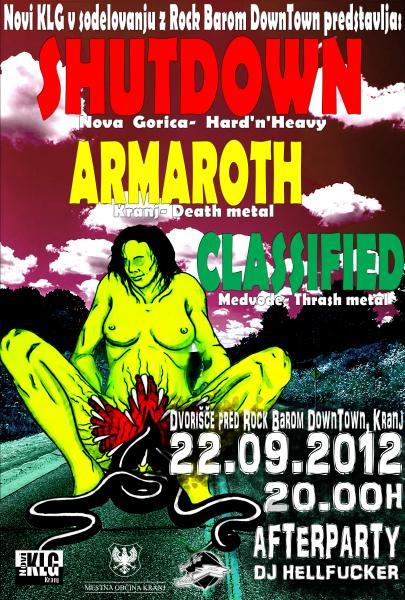 Novi KLG v sodelovanju z Rock Barom DownTown predstavlja:
SHUTDOWN
Nova Gorica- Hard'n'Heavy
ARMAROTH
Kranj- Death metal
CLASSIFIED
Medvode- Thrash metal
Dvorišče pred Rock Barom DownTown, Kranj
22.09.2012
20.00h
AFTERPARTY
DJ HELLFUCKER
NOVI KLG
Kranj
MESTNA OBČINA KRANJ